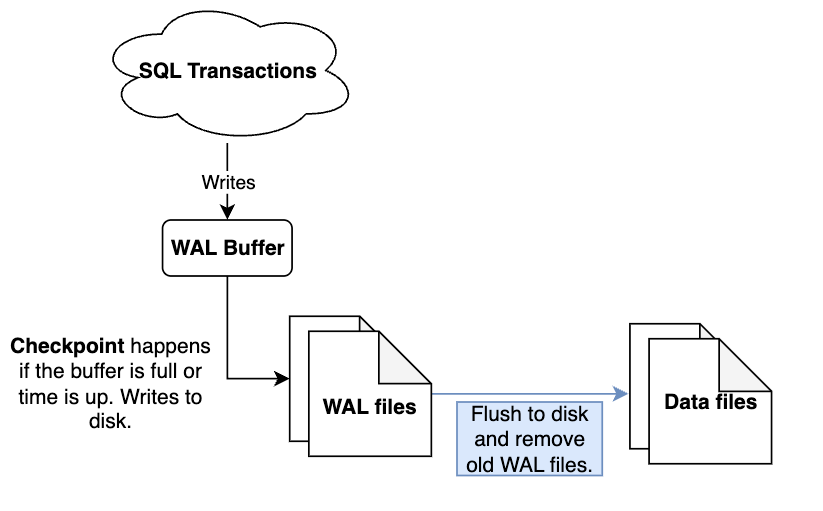 SQL Transactions
Writes
WAL Buffer
Checkpoint happens
if the buffer is full or
time is up. Writes to
disk.
WAL files
Flush to disk
and remove
old WAL files.
Data files